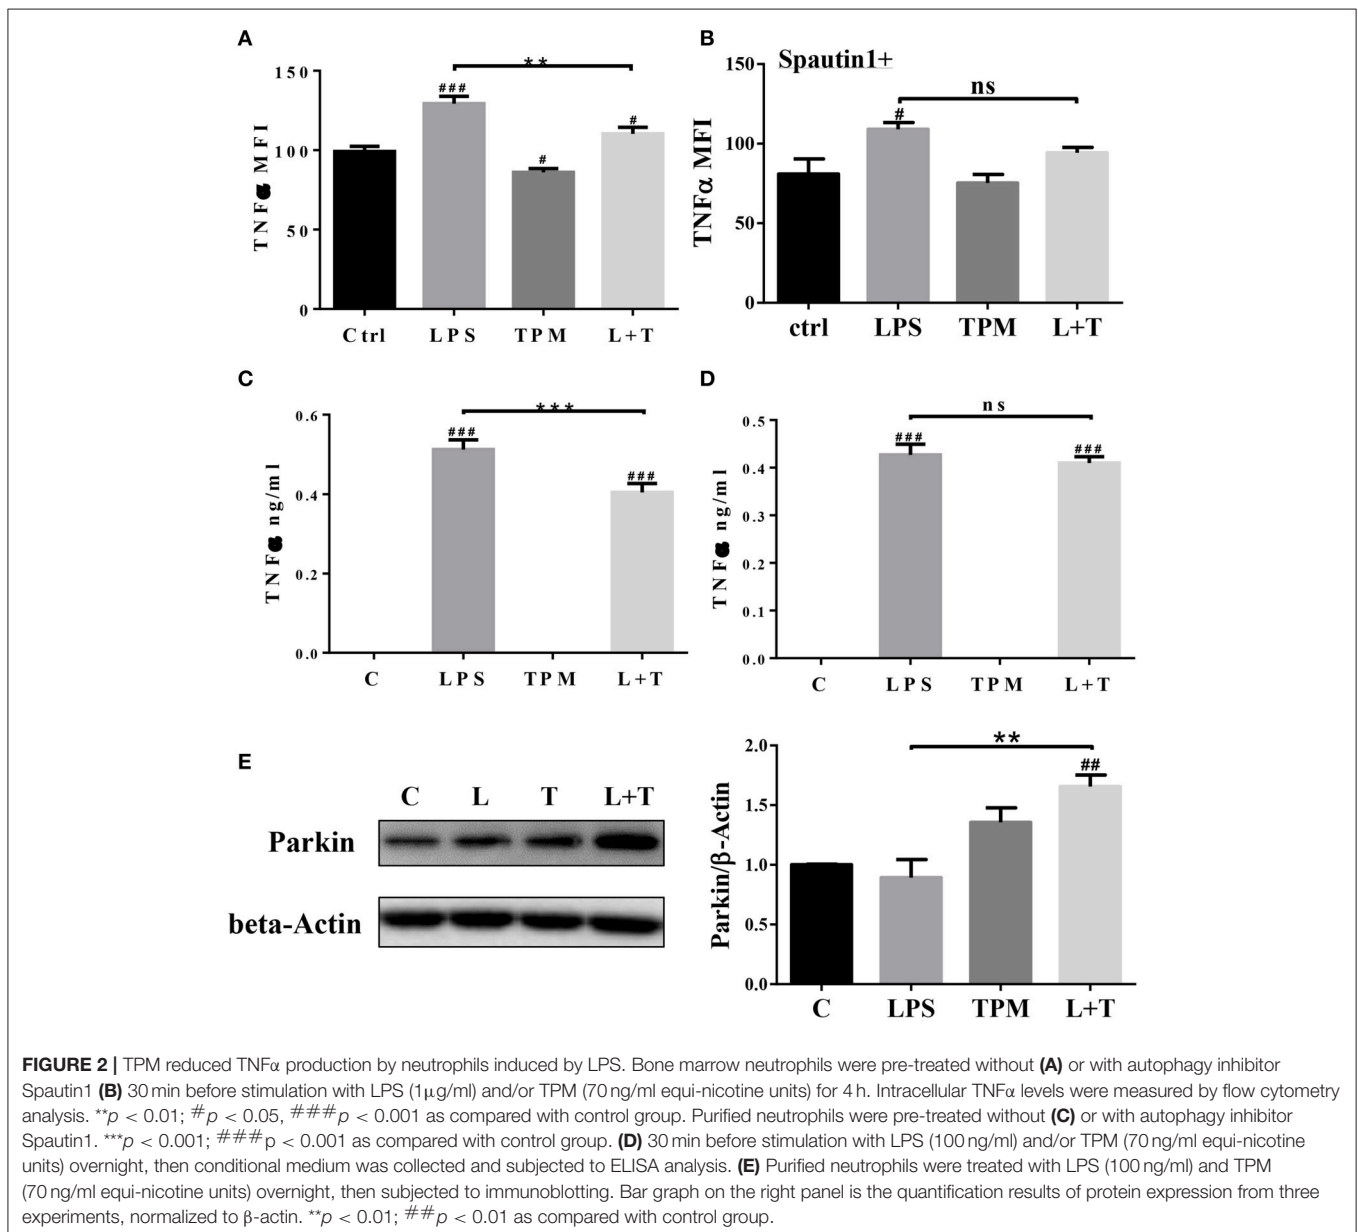 A
TNFα MFI
150
100
50
0
###
**
#
#
Ctrl
LPS
TPM
L+T
B
Spautin1+
TNFα MFI
150
100
50
0
#
ns
ctrl
LPS
TPM
L+T
C
TNFα ng/ml
0.6
0.4
0.2
0.0
###
***
###
C
LPS
TPM
L+T
D
TNFα ng/ml
0.5
0.4
0.3
0.2
0.1
0.0
###
ns
###
C
LPS
TPM
L+T
E
C L T L+T
Parkin
beta-Actin
Parkin/β-Actin
2.0
1.5
1.0
0.5
0.0
**
##
C
LPS
TPM
L+T
FIGURE 2 | TPM reduced TNFα production by neutrophils induced by LPS. Bone marrow neutrophils were pre-treated without (A) or with autophagy inhibitor
Spautin1 (B) 30 min before stimulation with LPS (1μg/ml) and/or TPM (70 ng/ml equi-nicotine units) for 4 h. Intracellular TNFα levels were measured by flow cytometry
analysis. **p < 0.01; #p < 0.05, ###p < 0.001 as compared with control group. Purified neutrophils were pre-treated without (C) or with autophagy inhibitor
Spautin1. ***p < 0.001; ###p < 0.001 as compared with control group. (D) 30 min before stimulation with LPS (100 ng/ml) and/or TPM (70 ng/ml equi-nicotine
units) overnight, then conditional medium was collected and subjected to ELISA analysis. (E) Purified neutrophils were treated with LPS (100 ng/ml) and TPM
(70 ng/ml equi-nicotine units) overnight, then subjected to immunoblotting. Bar graph on the right panel is the quantification results of protein expression from three
experiments, normalized to β-actin. **p < 0.01; ##p < 0.01 as compared with control group.